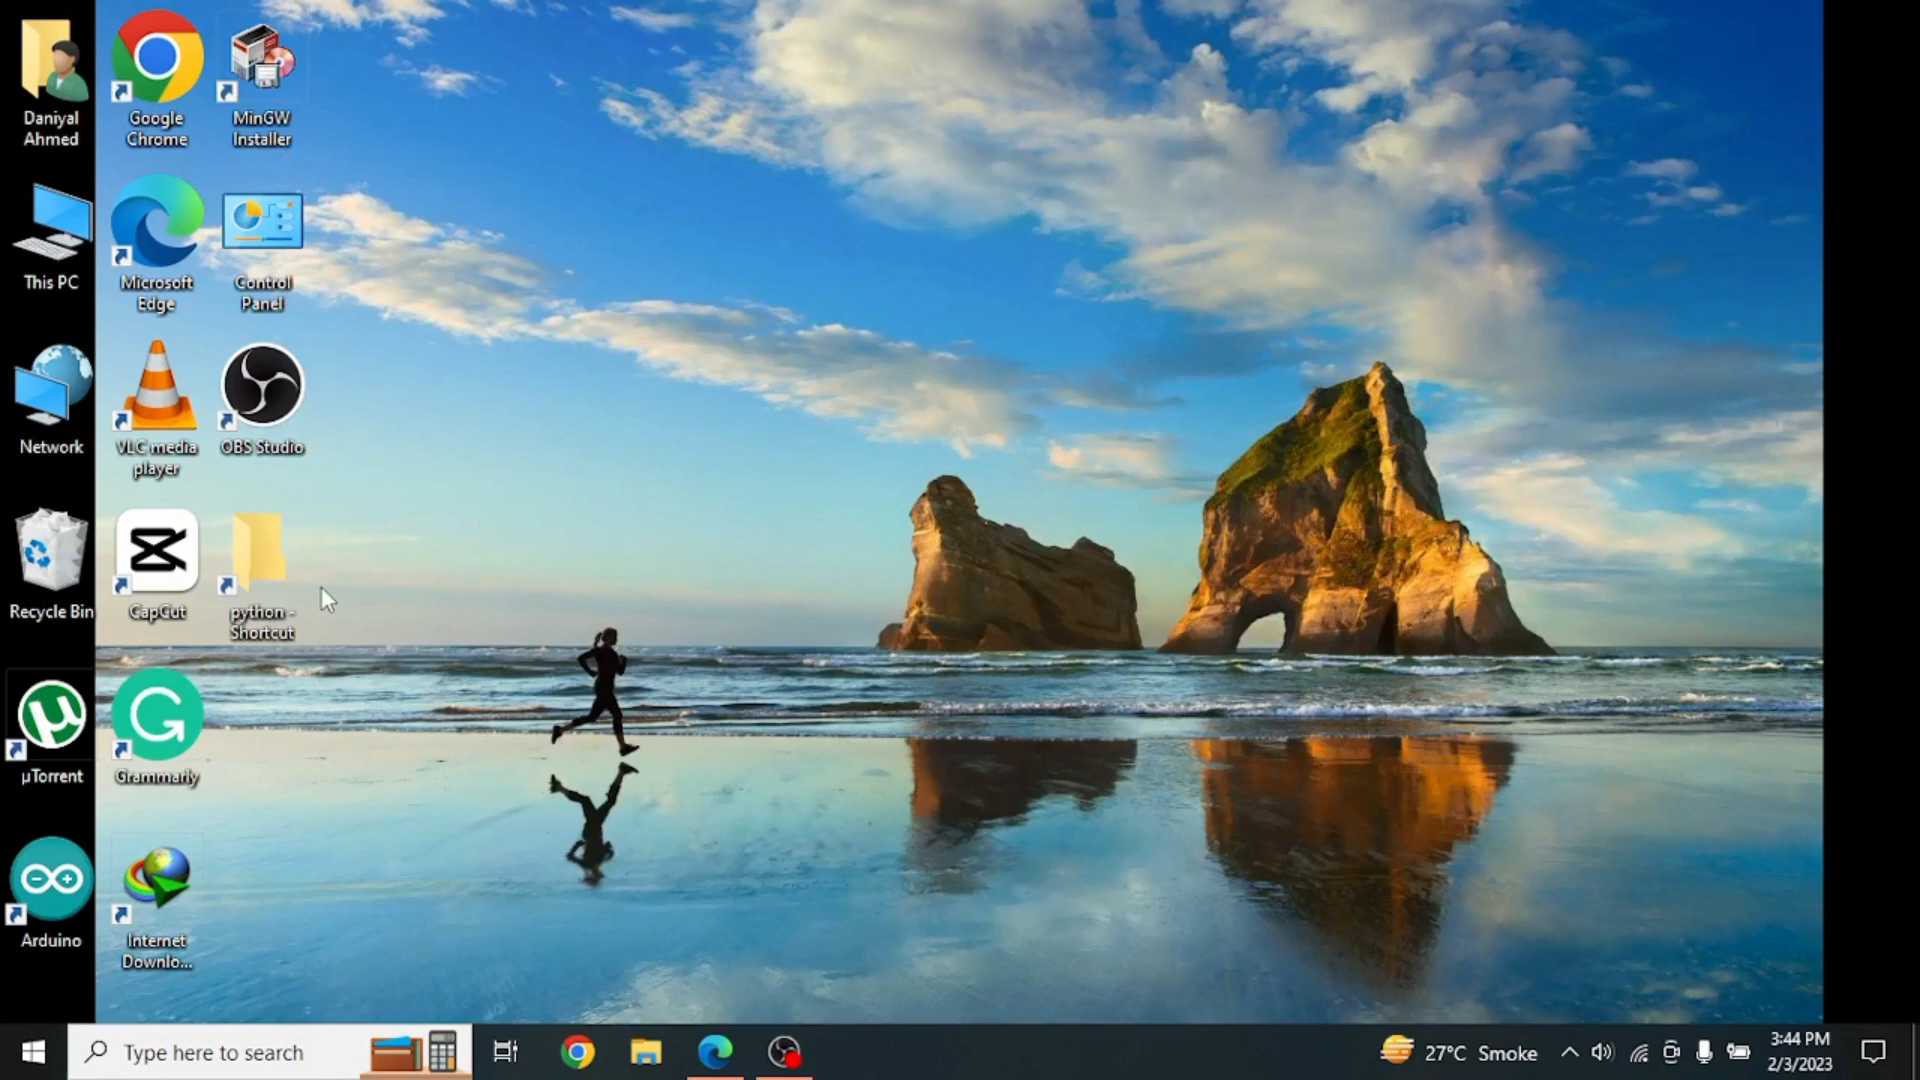 Daniyal
Ahmed
Google
Chrome
MinGW
Installer
This PC
Microsoft
Edge
Control
Panel
Network
VLC media
player
OBS Studio
Recycle Bin
CapCut
python -
Shortcut
µTorrent
Grammarly
Arduino
Internet
Downlo...
Type here to search
27°C Smoke
3:44 PM
2/3/2023